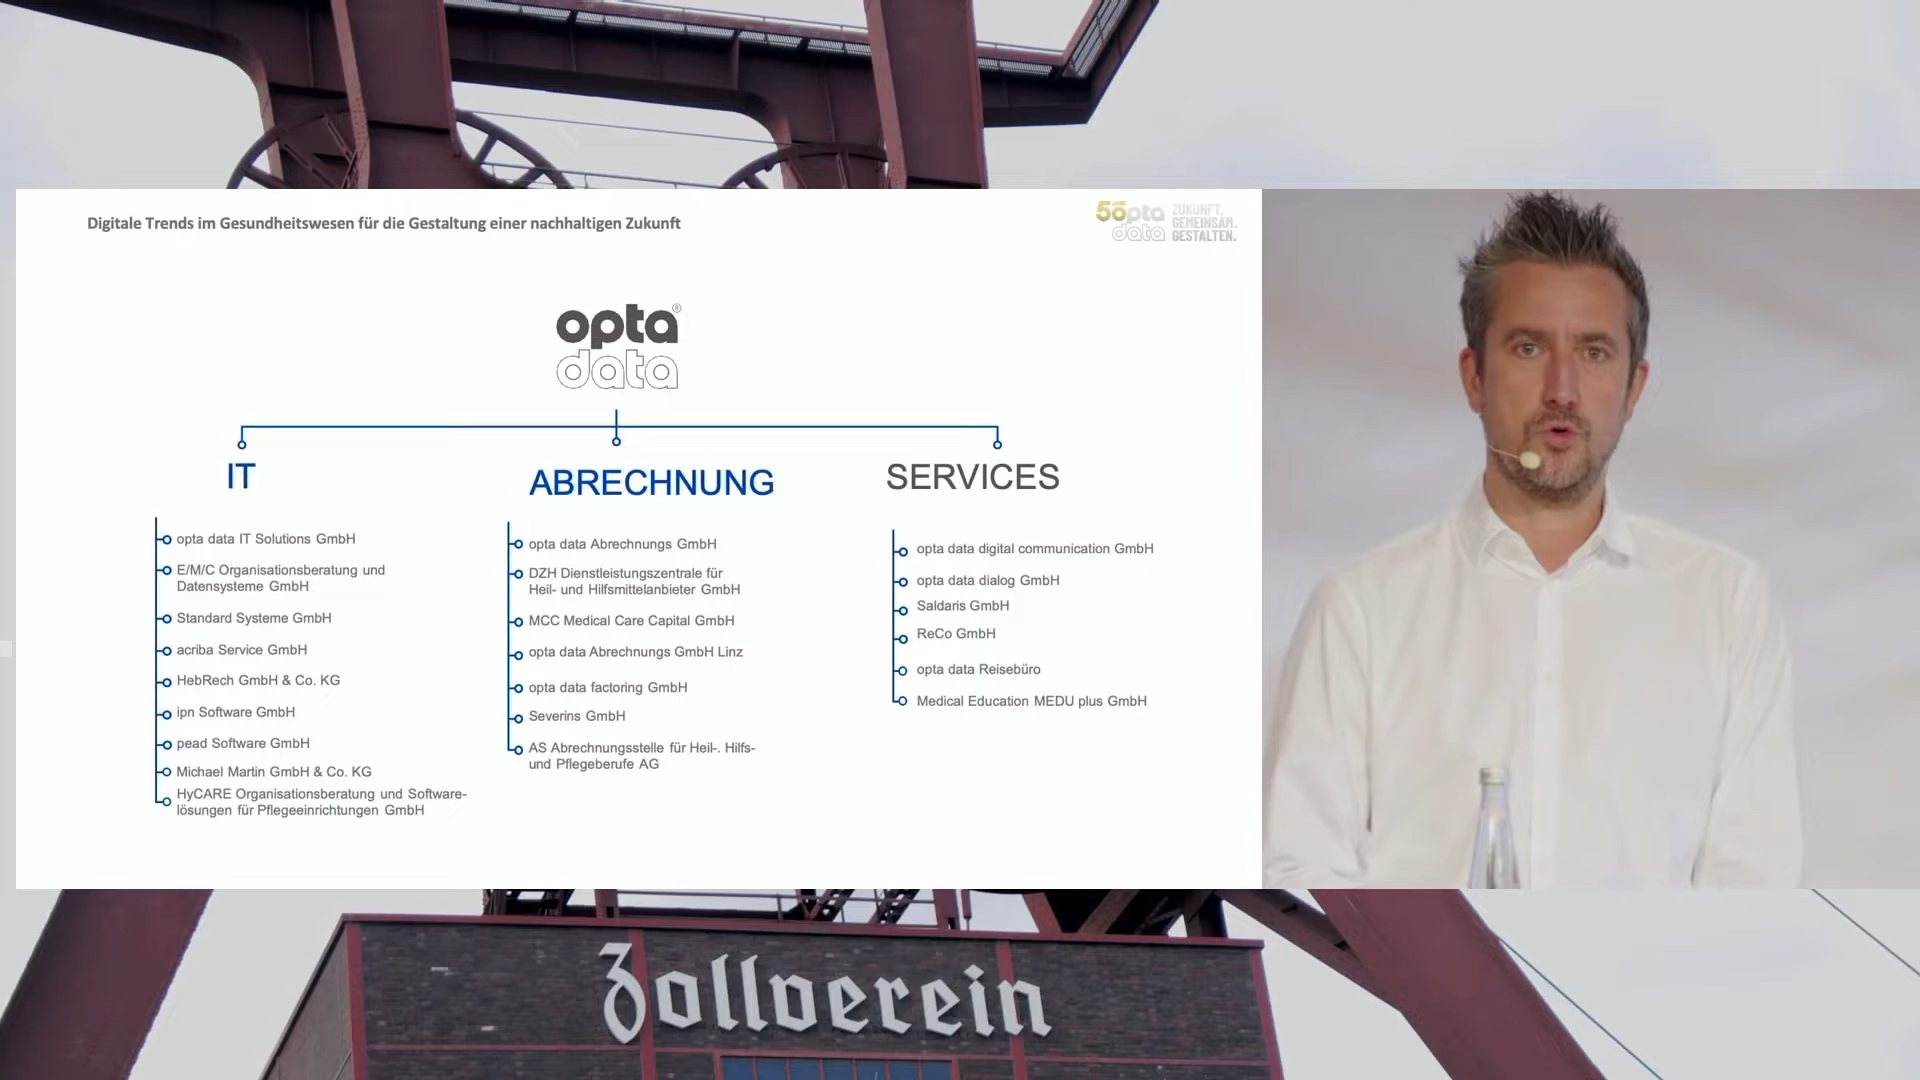 Digitale Trends im Gesundheitswesen für die Gestaltung einer nachhaltigen Zukunft
50pta
data
ZUKUNFT.
GEMEINSAM.
GESTALTEN.
opta®
data
IT
opta data IT Solutions GmbH
E/M/C Organisationsberatung und
Datensysteme GmbH
Standard Systeme GmbH
acriba Service GmbH
HebRech GmbH & Co. KG
ipn Software GmbH
pead Software GmbH
Michael Martin GmbH & Co. KG
HyCARE Organisationsberatung und Software-
lösungen für Pflegeeinrichtungen GmbH
ABRECHNUNG
opta data Abrechnungs GmbH
DZH Dienstleistungszentrale für
Heil- und Hilfsmittelanbieter GmbH
MCC Medical Care Capital GmbH
opta data Abrechnungs GmbH Linz
opta data factoring GmbH
Severins GmbH
AS Abrechnungsstelle für Heil-. Hilfs-
und Pflegeberufe AG
SERVICES
opta data digital communication GmbH
opta data dialog GmbH
Saldaris GmbH
ReCo GmbH
opta data Reisebüro
Medical Education MEDU plus GmbH
Zollverein